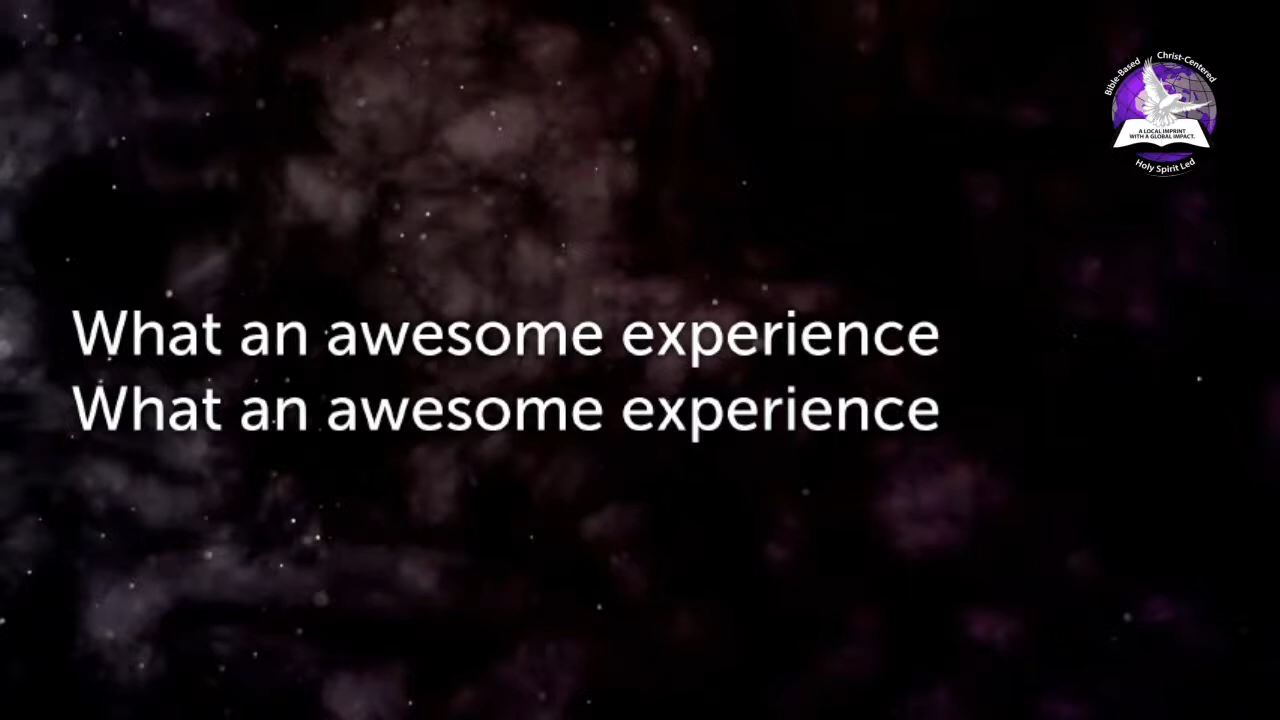 Bible-Based Christ-Centered
A LOCAL IMPRINT
WITH A GLOBAL IMPACT.
Holy Spirit Led
What an awesome experience
What an awesome experience